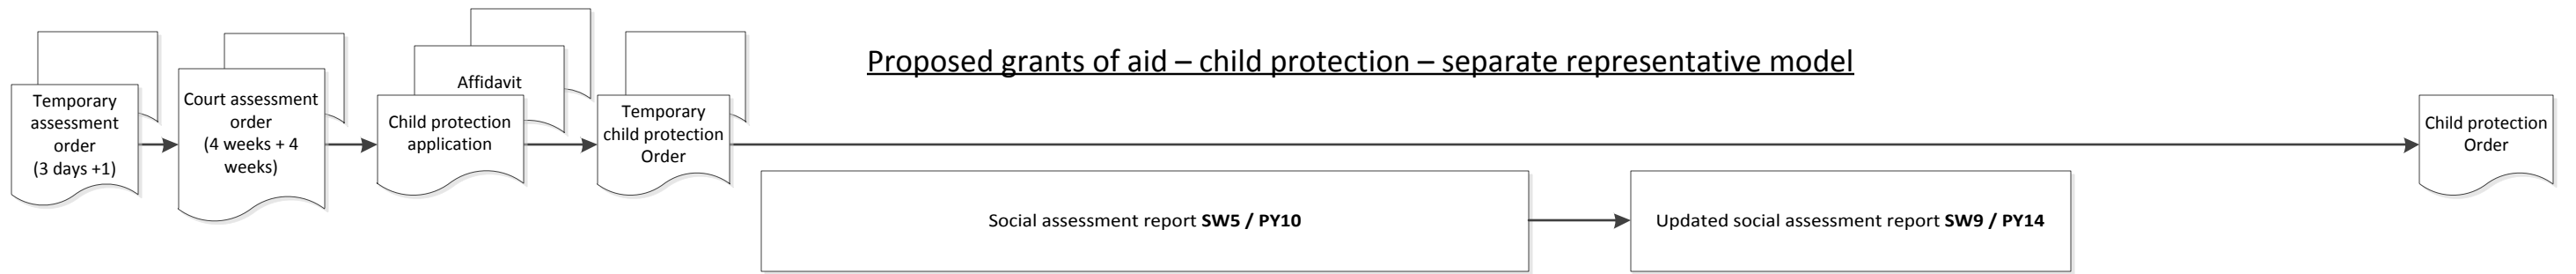 Proposed grants of aid – child protection – separate representative model
Temporary
assessment
order
(3 days +1)
Court assessment
order
(4 weeks + 4
weeks)
Affidavit
Child protection
application
Temporary
child protection
Order
Child protection
Order
Social assessment report SW5 / PY10
Updated social assessment report SW9 / PY14